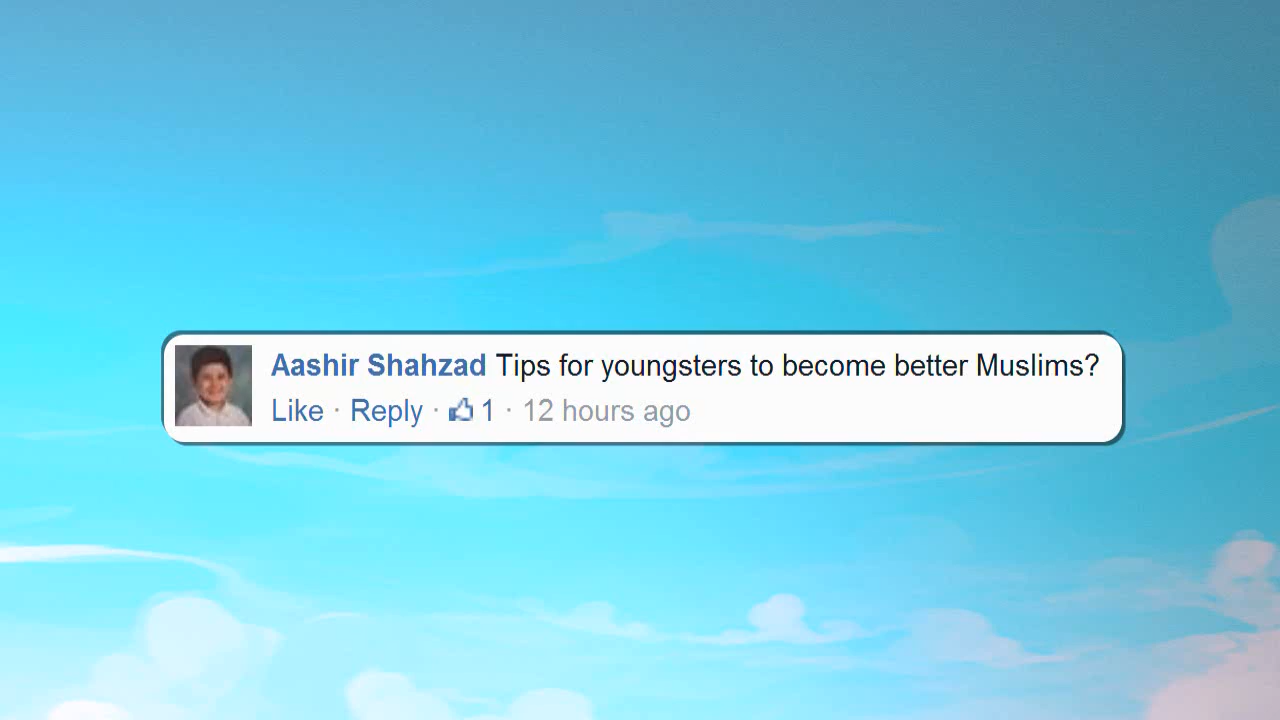 Aashir Shahzad Tips for youngsters to become better Muslims?
Like · Reply · 1 · 12 hours ago